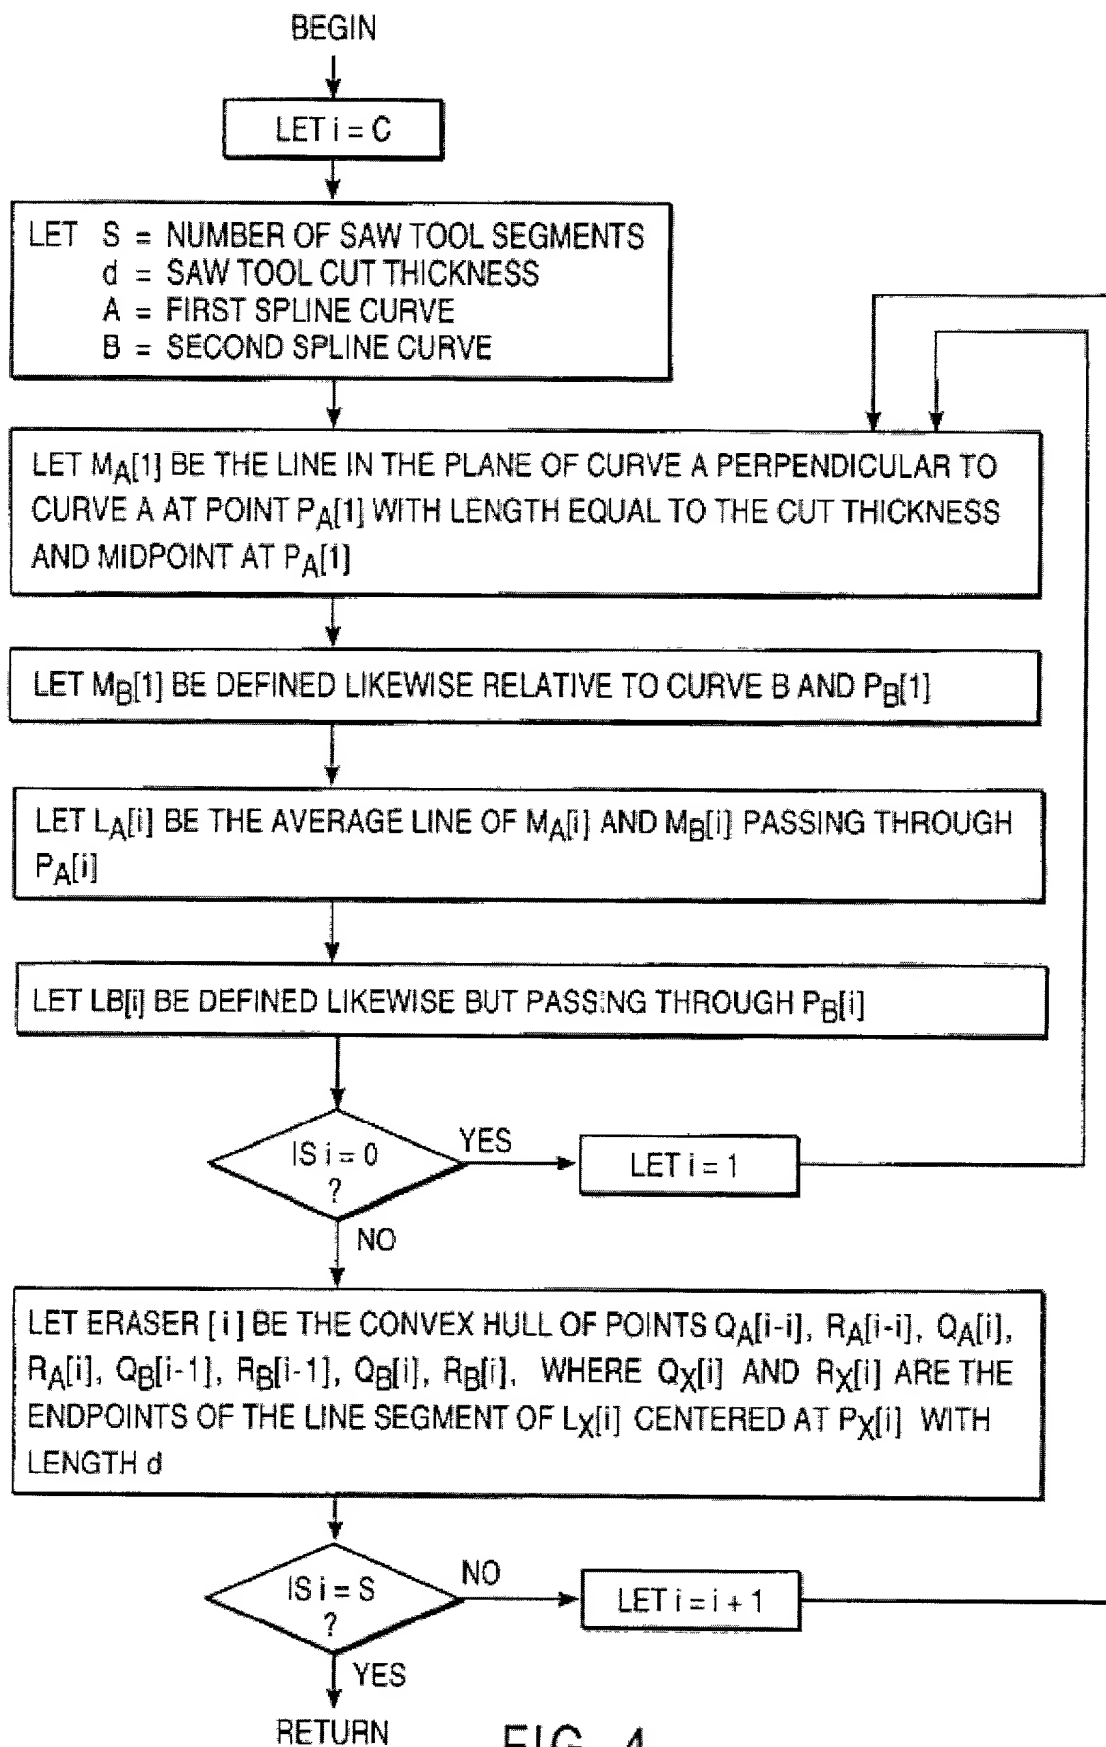 BEGIN
LET i = C
LET S = NUMBER OF SAW TOOL SEGMENTS
d = SAW TOOL CUT THICKNESS
A = FIRST SPLINE CURVE
B = SECOND SPLINE CURVE
LET MA[1] BE THE LINE IN THE PLANE OF CURVE A PERPENDICULAR TO
CURVE A AT POINT PA[1] WITH LENGTH EQUAL TO THE CUT THICKNESS
AND MIDPOINT AT PA[1]
LET MB[1] BE DEFINED LIKEWISE RELATIVE TO CURVE B AND PB[1]
LET LA[i] BE THE AVERAGE LINE OF MA[i] AND MB[i] PASSING THROUGH
PA[i]
LET LB[i] BE DEFINED LIKEWISE BUT PASSING THROUGH PB[i]
IS i = 0
?
YES
LET i = 1
NO
LET ERASER [i] BE THE CONVEX HULL OF POINTS QA[i-i], RA[i-i], QA[i],
RA[i], QB[i-1], RB[i-1], QB[i], RB[i], WHERE QX[i] AND RX[i] ARE THE
ENDPOINTS OF THE LINE SEGMENT OF LX[i] CENTERED AT PX[i] WITH
LENGTH d
IS i = S
?
NO
LET i = i + 1
YES
RETURN
FIG. 4